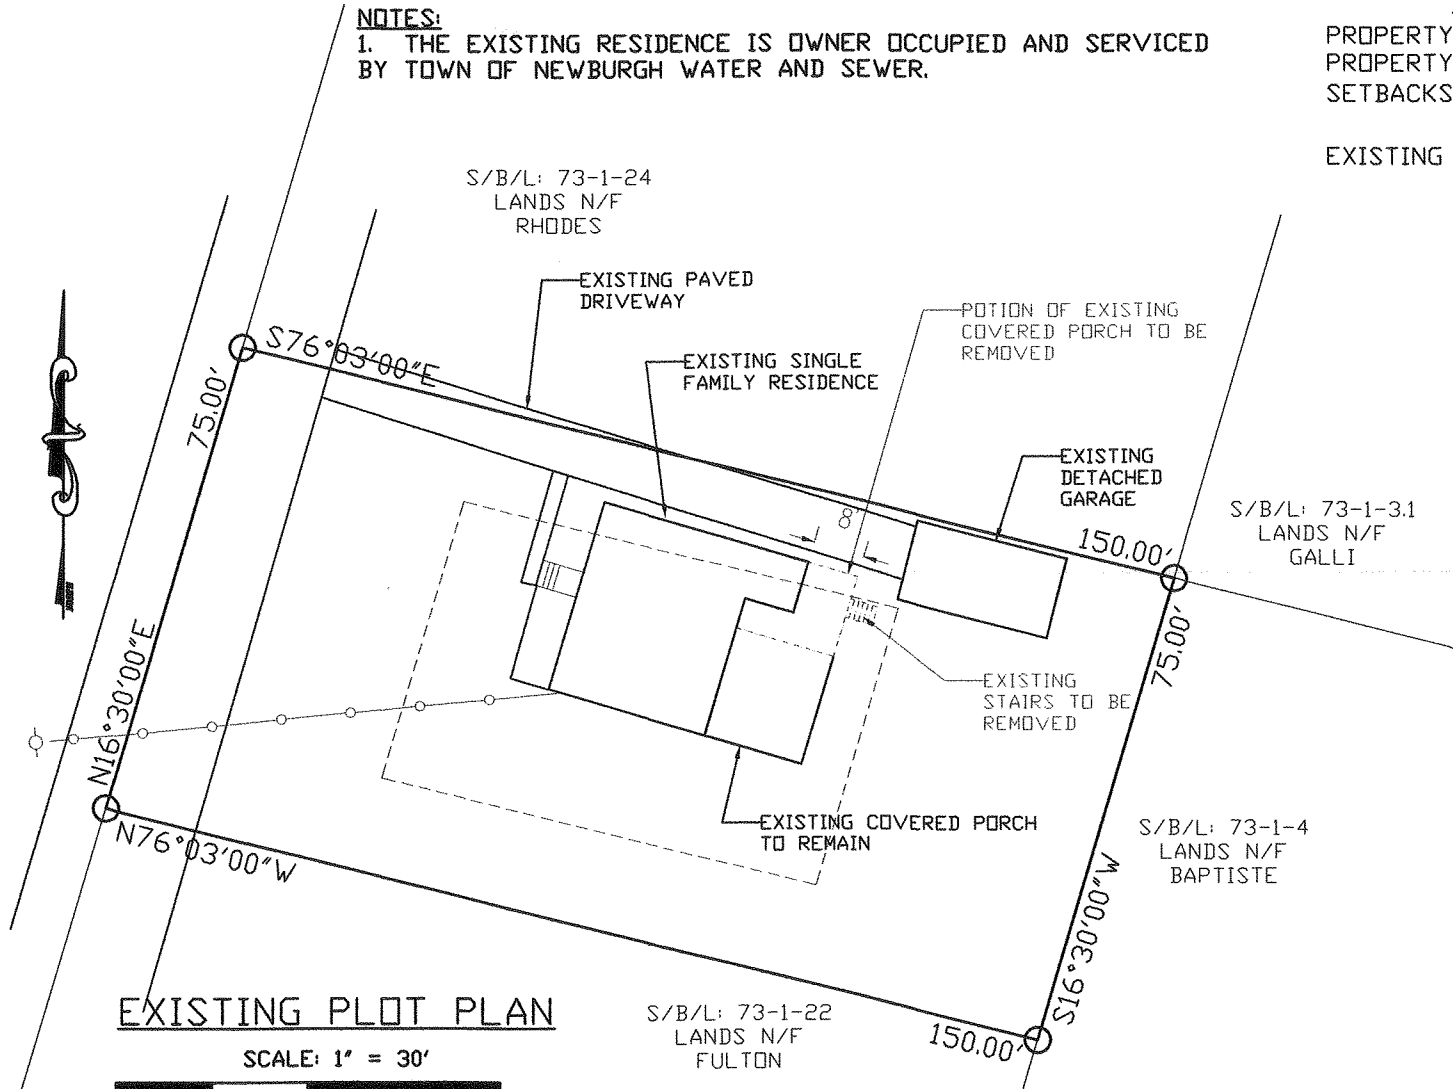 NOTES:
1. THE EXISTING RESIDENCE IS OWNER OCCUPIED AND SERVICED
BY TOWN OF NEWBURGH WATER AND SEWER.
PROPERTY
PROPERTY
SETBACKS
EXISTING
S/B/L: 73-1-24
LANDS N/F
RHODES
EXISTING PAVED
DRIVEWAY
POTION OF EXISTING
COVERED PORCH TO BE
REMOVED
S76°03'00"E
75.00'
EXISTING SINGLE
FAMILY RESIDENCE
EXISTING
DETACHED
GARAGE
8'
150.00'
S/B/L: 73-1-3.1
LANDS N/F
GALLI
N16°30'00"E
75.00'
EXISTING
STAIRS TO BE
REMOVED
EXISTING COVERED PORCH
TO REMAIN
S/B/L: 73-1-4
LANDS N/F
BAPTISTE
N76°03'00"W
S16°30'00"W
150.00'
EXISTING PLOT PLAN
SCALE: 1" = 30'
S/B/L: 73-1-22
LANDS N/F
FULTON